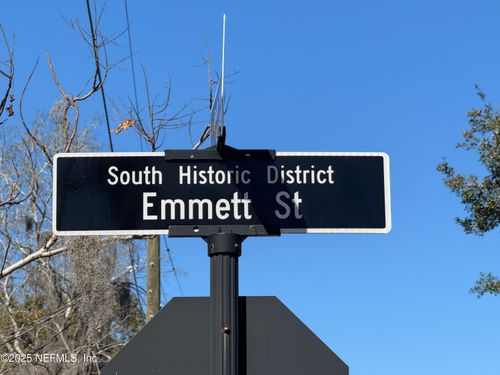 South Historic District
Emmett St
©2025 NEFMLS, Inc